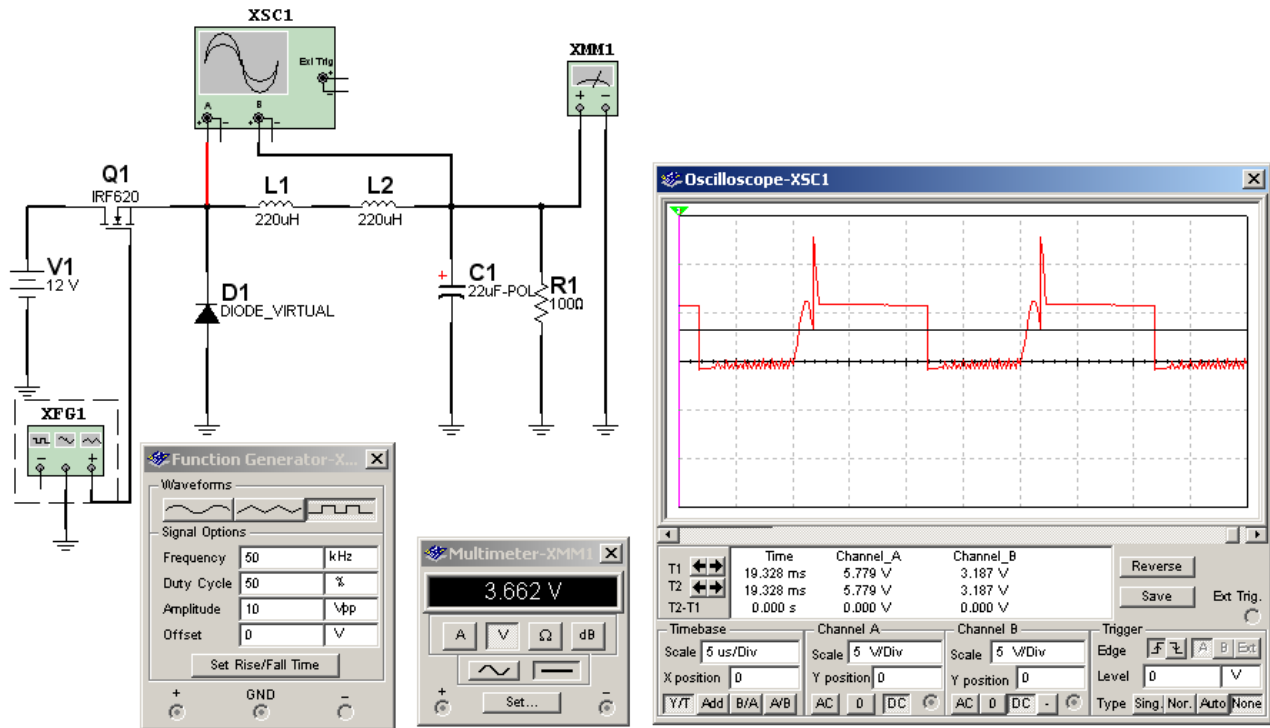 XSC1
Ext Trig
+
-
A
B
+
-
+
-
XMM1
+
-
Q1
IRF620
L1
220uH
L2
220uH
V1
12 V
D1
DIODE_VIRTUAL
+
C1
22uF-POL
R1
100Ω
XFG1
-
+
Function Generator-X...
Waveforms
Signal Options
Frequency 50 kHz
Duty Cycle 50 %
Amplitude 10 Vpp
Offset 0 V
Set Rise/Fall Time
+ GND -
Multimeter-XMM1
3.662 V
A V Ω dB
+ Set... -
Oscilloscope-XSC1
1
Time Channel_A Channel_B
T1 19.328 ms 5.779 V 3.187 V
T2 19.328 ms 5.779 V 3.187 V
T2-T1 0.000 s 0.000 V 0.000 V
Reverse
Save
Ext Trig.
Timebase
Scale 5 us/Div
X position 0
Y/T Add B/A A/B
Channel A
Scale 5 V/Div
Y position 0
AC 0 DC
Channel B
Scale 5 V/Div
Y position 0
AC 0 DC -
Trigger
Edge A B Ext
Level 0 V
Type Sing. Nor. Auto None